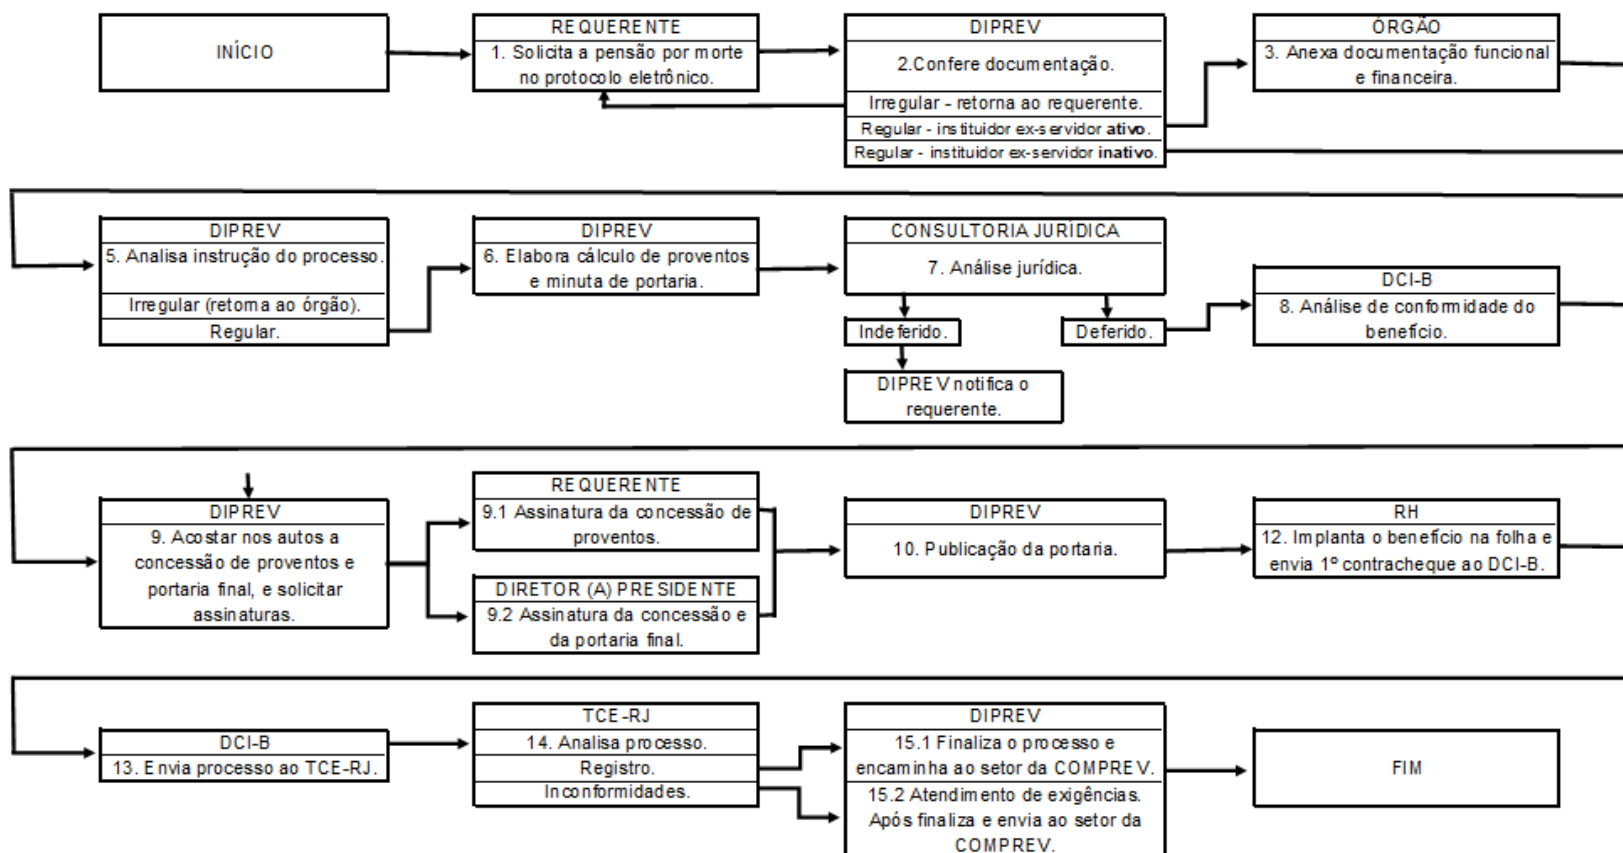 INÍCIO
REQUERENTE
1. Solicita a pensão por morte
no protocolo eletrônico.
DIPREV
2.Confere documentação.
Irregular - retorna ao requerente.
Regular - instituidor ex-servidor ativo.
Regular - instituidor ex-servidor inativo.
ÓRGÃO
3. Anexa documentação funcional
e financeira.
DIPREV
5. Analisa instrução do processo.
Irregular (retorna ao órgão).
Regular.
DIPREV
6. Elabora cálculo de proventos
e minuta de portaria.
CONSULTORIA JURÍDICA
7. Análise jurídica.
Indeferido.
Deferido.
DIPREV notifica o
requerente.
DCI-B
8. Análise de conformidade do
benefício.
DIPREV
9. Acostar nos autos a
concessão de proventos e
portaria final, e solicitar
assinaturas.
REQUERENTE
9.1 Assinatura da concessão de
proventos.
DIRETOR (A) PRESIDENTE
9.2 Assinatura da concessão e
da portaria final.
DIPREV
10. Publicação da portaria.
RH
12. Implanta o benefício na folha e
envia 1º contracheque ao DCI-B.
DCI-B
13. Envia processo ao TCE-RJ.
TCE-RJ
14. Analisa processo.
Registro.
Inconformidades.
DIPREV
15.1 Finaliza o processo e
encaminha ao setor da COMPREV.
15.2 Atendimento de exigências.
Após finaliza e envia ao setor da
COMPREV.
FIM